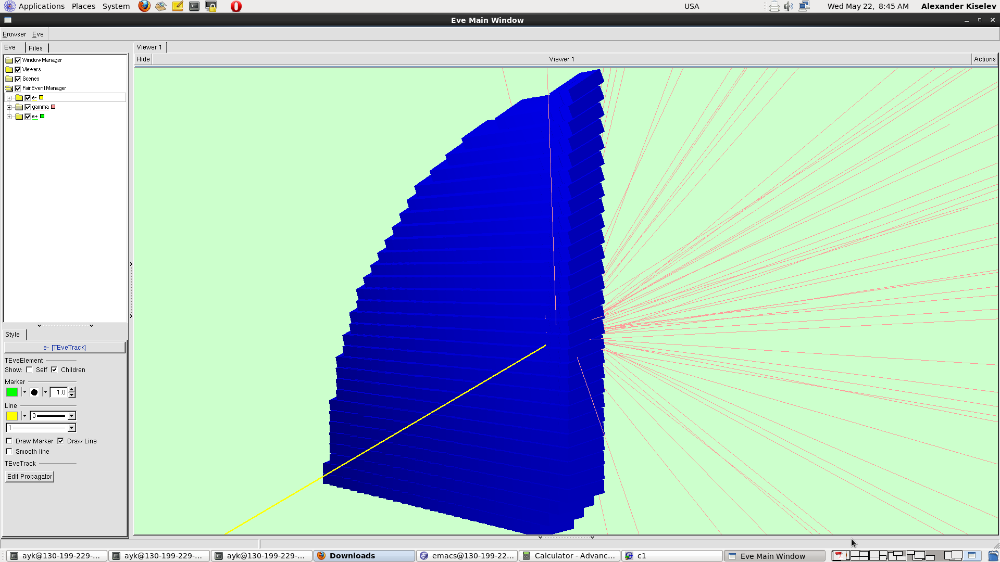 Applications Places System USA Wed May 22, 8:45 AM Alexander Kiselev
Eve Main Window
Browser Eve
Eve Files
Viewer 1
Hide Viewer 1 Actions
Window Manager
Viewers
Scenes
Fair Event Manager
e-
gamma
e+
Style
e- [TEveTrack]
TEveElement
Show: Self Children
Marker
1.0
Line
3
1
Draw Marker Draw Line
Smooth line
TEveTrack
Edit Propagator
ayk@130-199-229-... ayk@130-199-229-... ayk@130-199-229-... Downloads emacs@130-199-22... Calculator - Advanc... c1 Eve Main Window